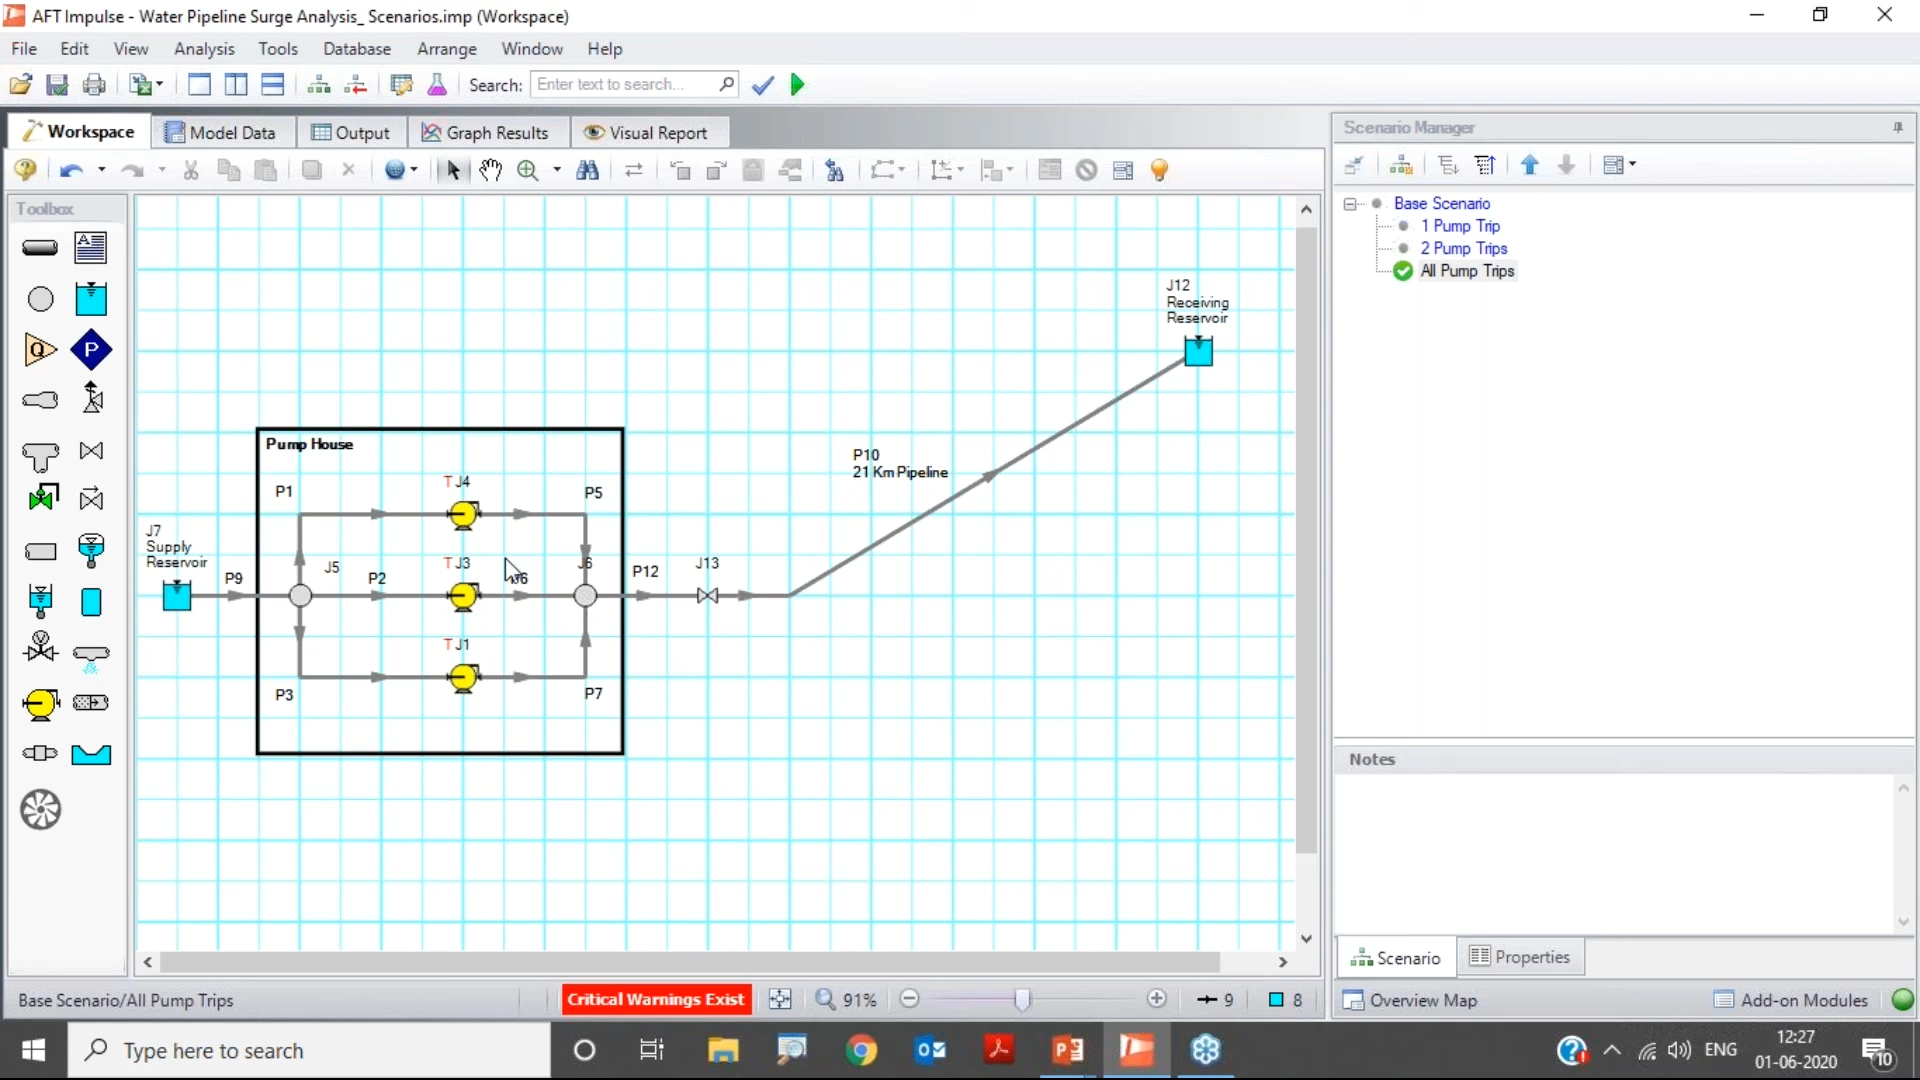 AFT Impulse - Water Pipeline Surge Analysis_ Scenarios.imp (Workspace)
File Edit View Analysis Tools Database Arrange Window Help
Search: Enter text to search...
Workspace Model Data Output Graph Results Visual Report
Scenario Manager
Toolbox
Base Scenario
1 Pump Trip
2 Pump Trips
All Pump Trips
J12
Receiving
Reservoir
P10
21 Km Pipeline
Pump House
P1
T J4
P5
J7
Supply
Reservoir
P9
J5
P2
T J3
J6
P12
J13
T J1
P3
P7
Q
P
A
Notes
Scenario Properties
Base Scenario/All Pump Trips
Critical Warnings Exist
91%
9
8
Overview Map
Add-on Modules
Type here to search
ENG
12:27
01-06-2020
10